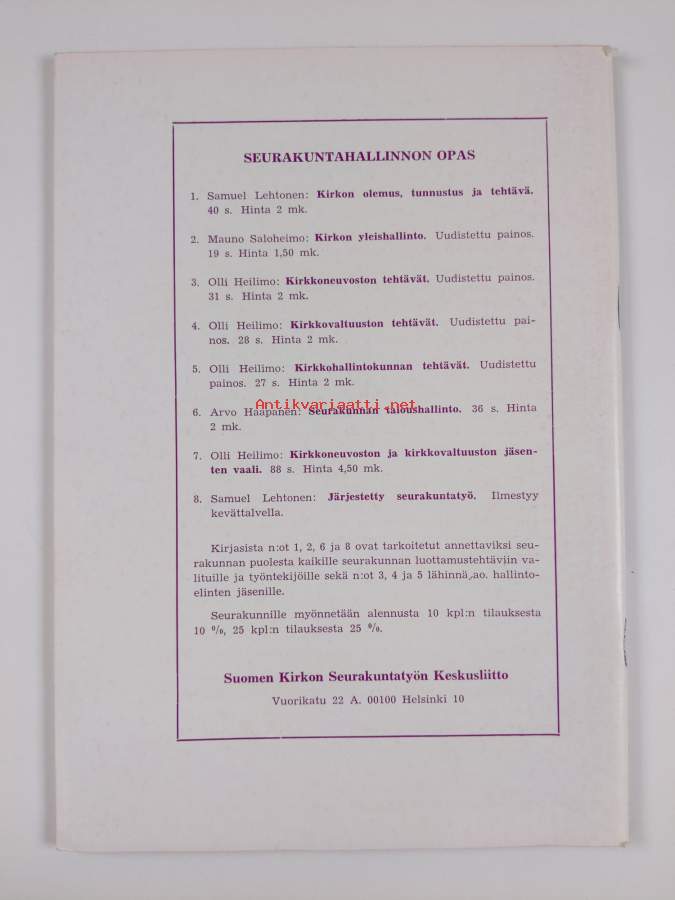 SEURAKUNTAHALLINNON OPAS
1. Samuel Lehtonen: Kirkon olemus, tunnustus ja tehtävä.
40 s. Hinta 2 mk.
2. Mauno Saloheimo: Kirkon yleishallinto. Uudistettu painos.
19 s. Hinta 1,50 mk.
3. Olli Heilimo: Kirkkoneuvoston tehtävät. Uudistettu painos.
31 s. Hinta 2 mk.
4. Olli Heilimo: Kirkkovaltuuston tehtävät. Uudistettu pai-
nos. 28 s. Hinta 2 mk.
5. Olli Heilimo: Kirkkohallintokunnan tehtävät. Uudistettu
painos. 27 s. Hinta 2 mk.
Antikvariaatti.net
6. Arvo Haapanen: Seurakunnan taloushallinto. 36 s. Hinta
2 mk.
7. Olli Heilimo: Kirkkoneuvoston ja kirkkovaltuuston jäsen-
ten vaali. 88 s. Hinta 4,50 mk.
8. Samuel Lehtonen: Järjestetty seurakuntatyö. Ilmestyy
kevättalvella.
Kirjasista n:ot 1, 2, 6 ja 8 ovat tarkoitetut annettaviksi seu-
rakunnan puolesta kaikille seurakunnan luottamustehtäviin va-
lituille ja työntekijöille sekä n:ot 3, 4 ja 5 lähinnä ao. hallinto-
elinten jäsenille.
Seurakunnille myönnetään alennusta 10 kpl:n tilauksesta
10 %, 25 kpl:n tilauksesta 25 %.
Suomen Kirkon Seurakuntatyön Keskusliitto
Vuorikatu 22 A. 00100 Helsinki 10